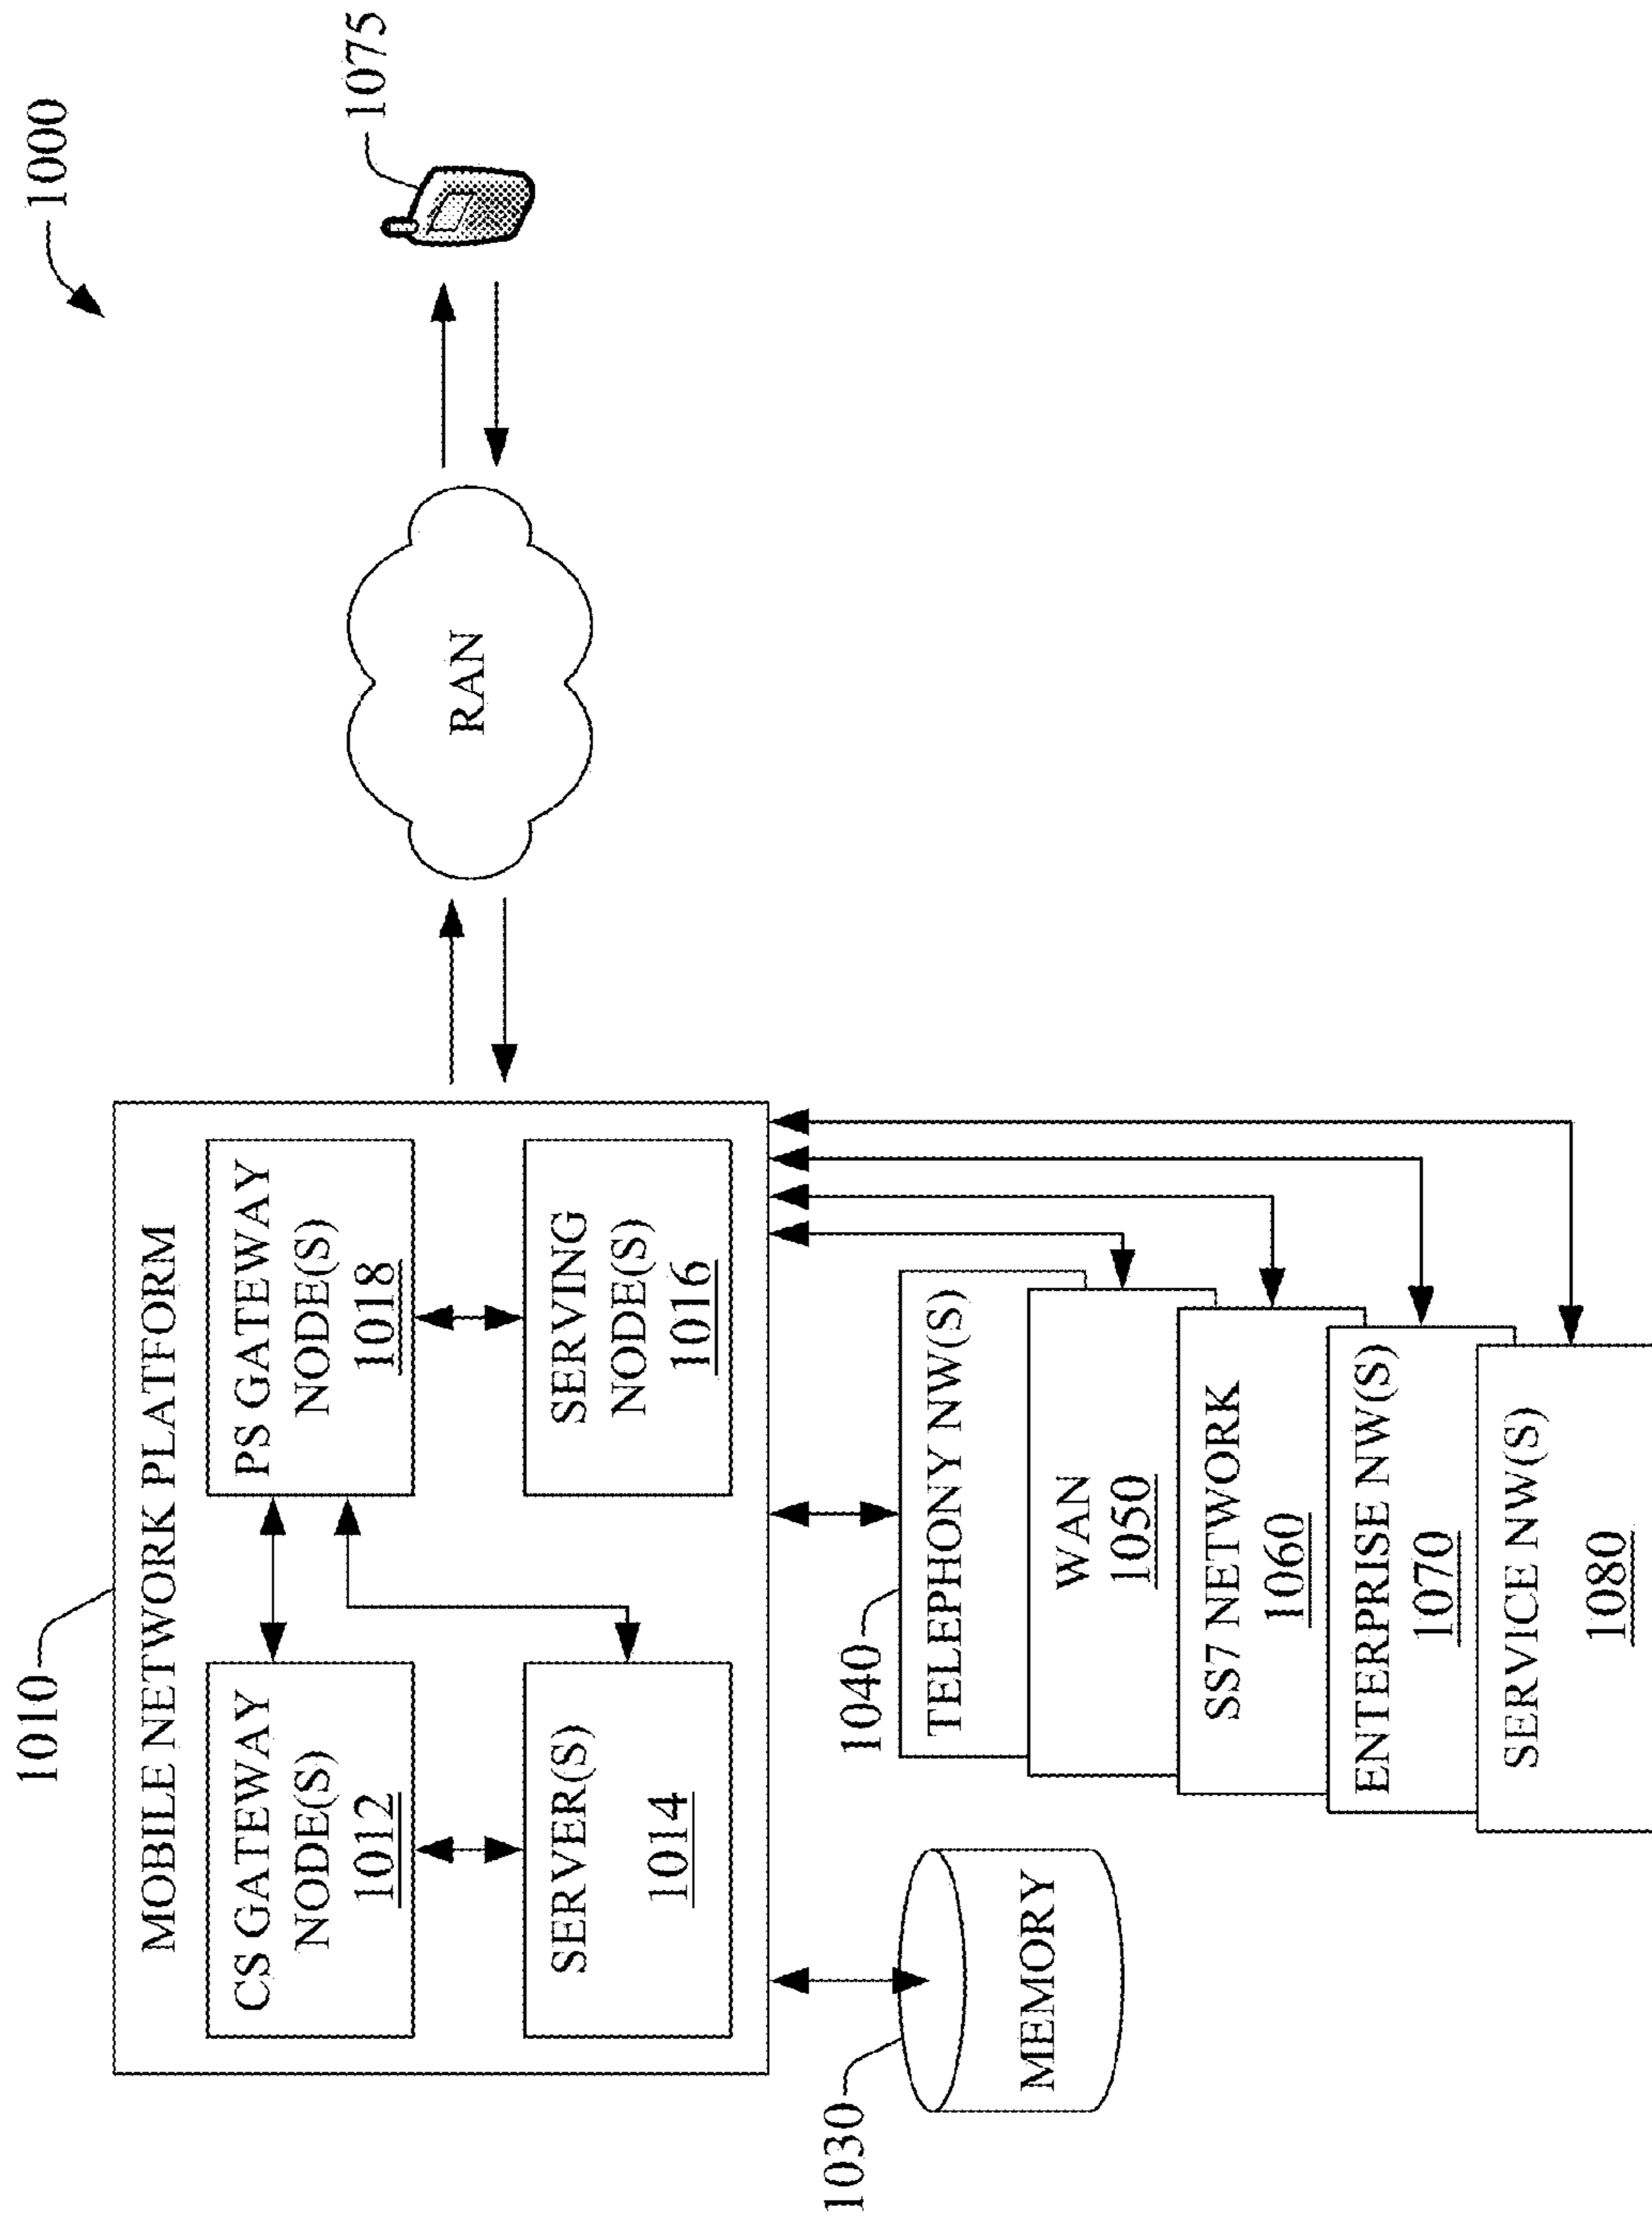 1000
1010
MOBILE NETWORK PLATFORM
CS GATEWAY
NODE(S)
1012
PS GATEWAY
NODE(S)
1018
SERVER(S)
1014
SERVING
NODE(S)
1016
RAN
1075
1030
MEMORY
1040
TELEPHONY NW(S)
WAN
1050
SS7 NETWORK
1060
ENTERPRISE NW(S)
1070
SERVICE NW(S)
1080